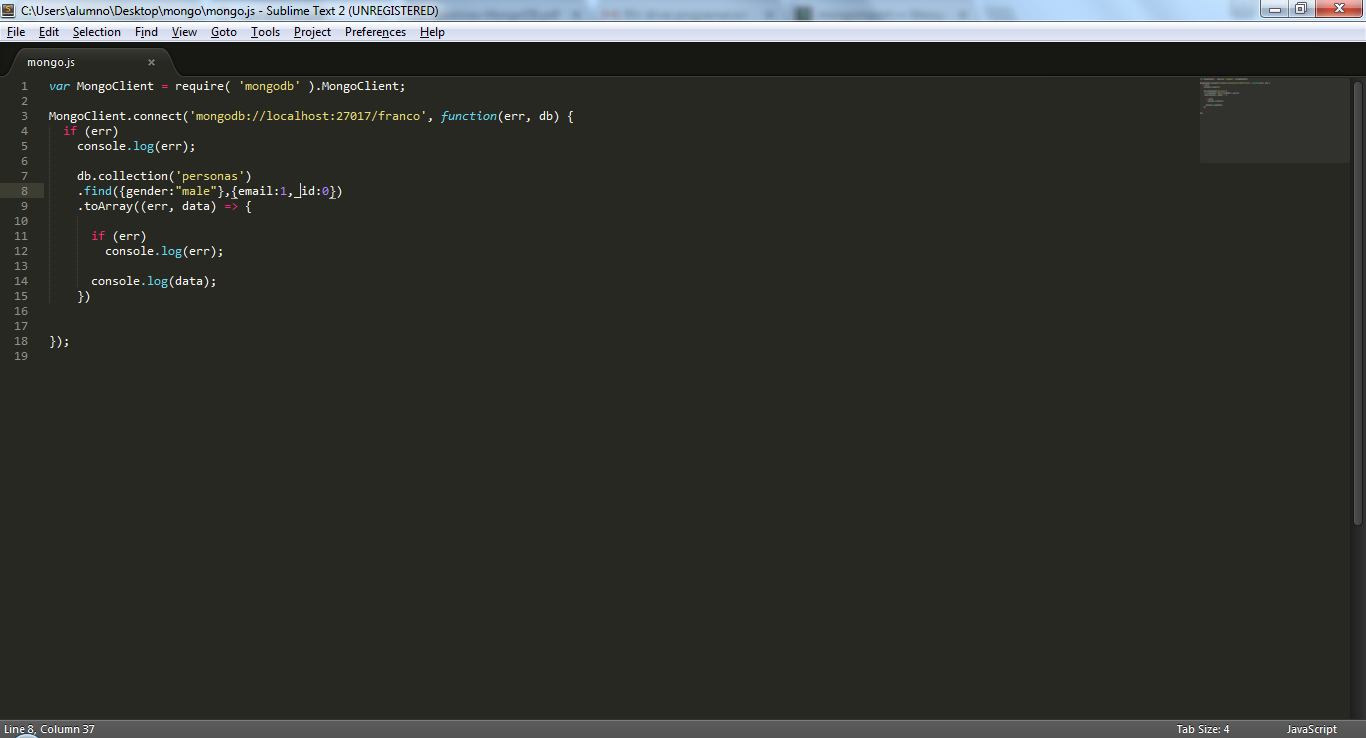 C:\Users\alumno\Desktop\mongo\mongo.js - Sublime Text 2 (UNREGISTERED)
File Edit Selection Find View Goto Tools Project Preferences Help
mongo.js ×
1 var MongoClient = require( 'mongodb' ).MongoClient;
2
3 MongoClient.connect('mongodb://localhost:27017/franco', function(err, db) {
4 if (err)
5 console.log(err);
6
7 db.collection('personas')
8 .find({gender:"male"},{email:1,_id:0})
9 .toArray((err, data) => {
10
11 if (err)
12 console.log(err);
13
14 console.log(data);
15 })
16
17
18 });
19
Line 8, Column 37 Tab Size: 4 JavaScript